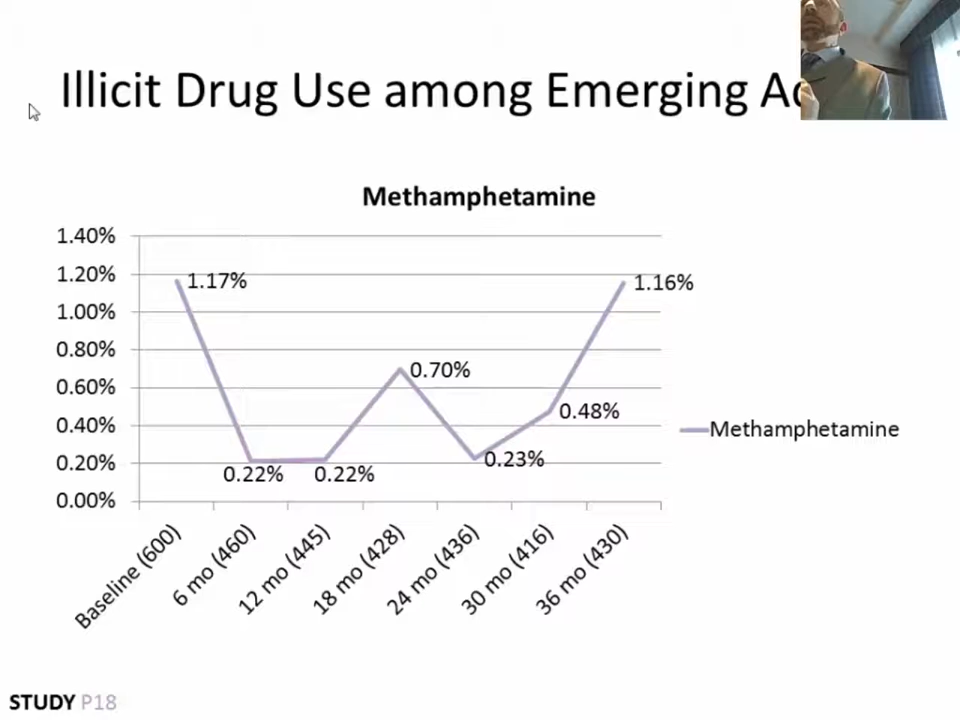 Illicit Drug Use among Emerging
Methamphetamine
1.40%
1.20%
1.00%
0.80%
0.60%
0.40%
0.20%
0.00%
1.17%
0.22%
0.22%
0.70%
0.23%
0.48%
1.16%
Methamphetamine
Baseline (600)
6 mo (460)
12 mo (445)
18 mo (428)
24 mo (436)
30 mo (416)
36 mo (430)
STUDY P18